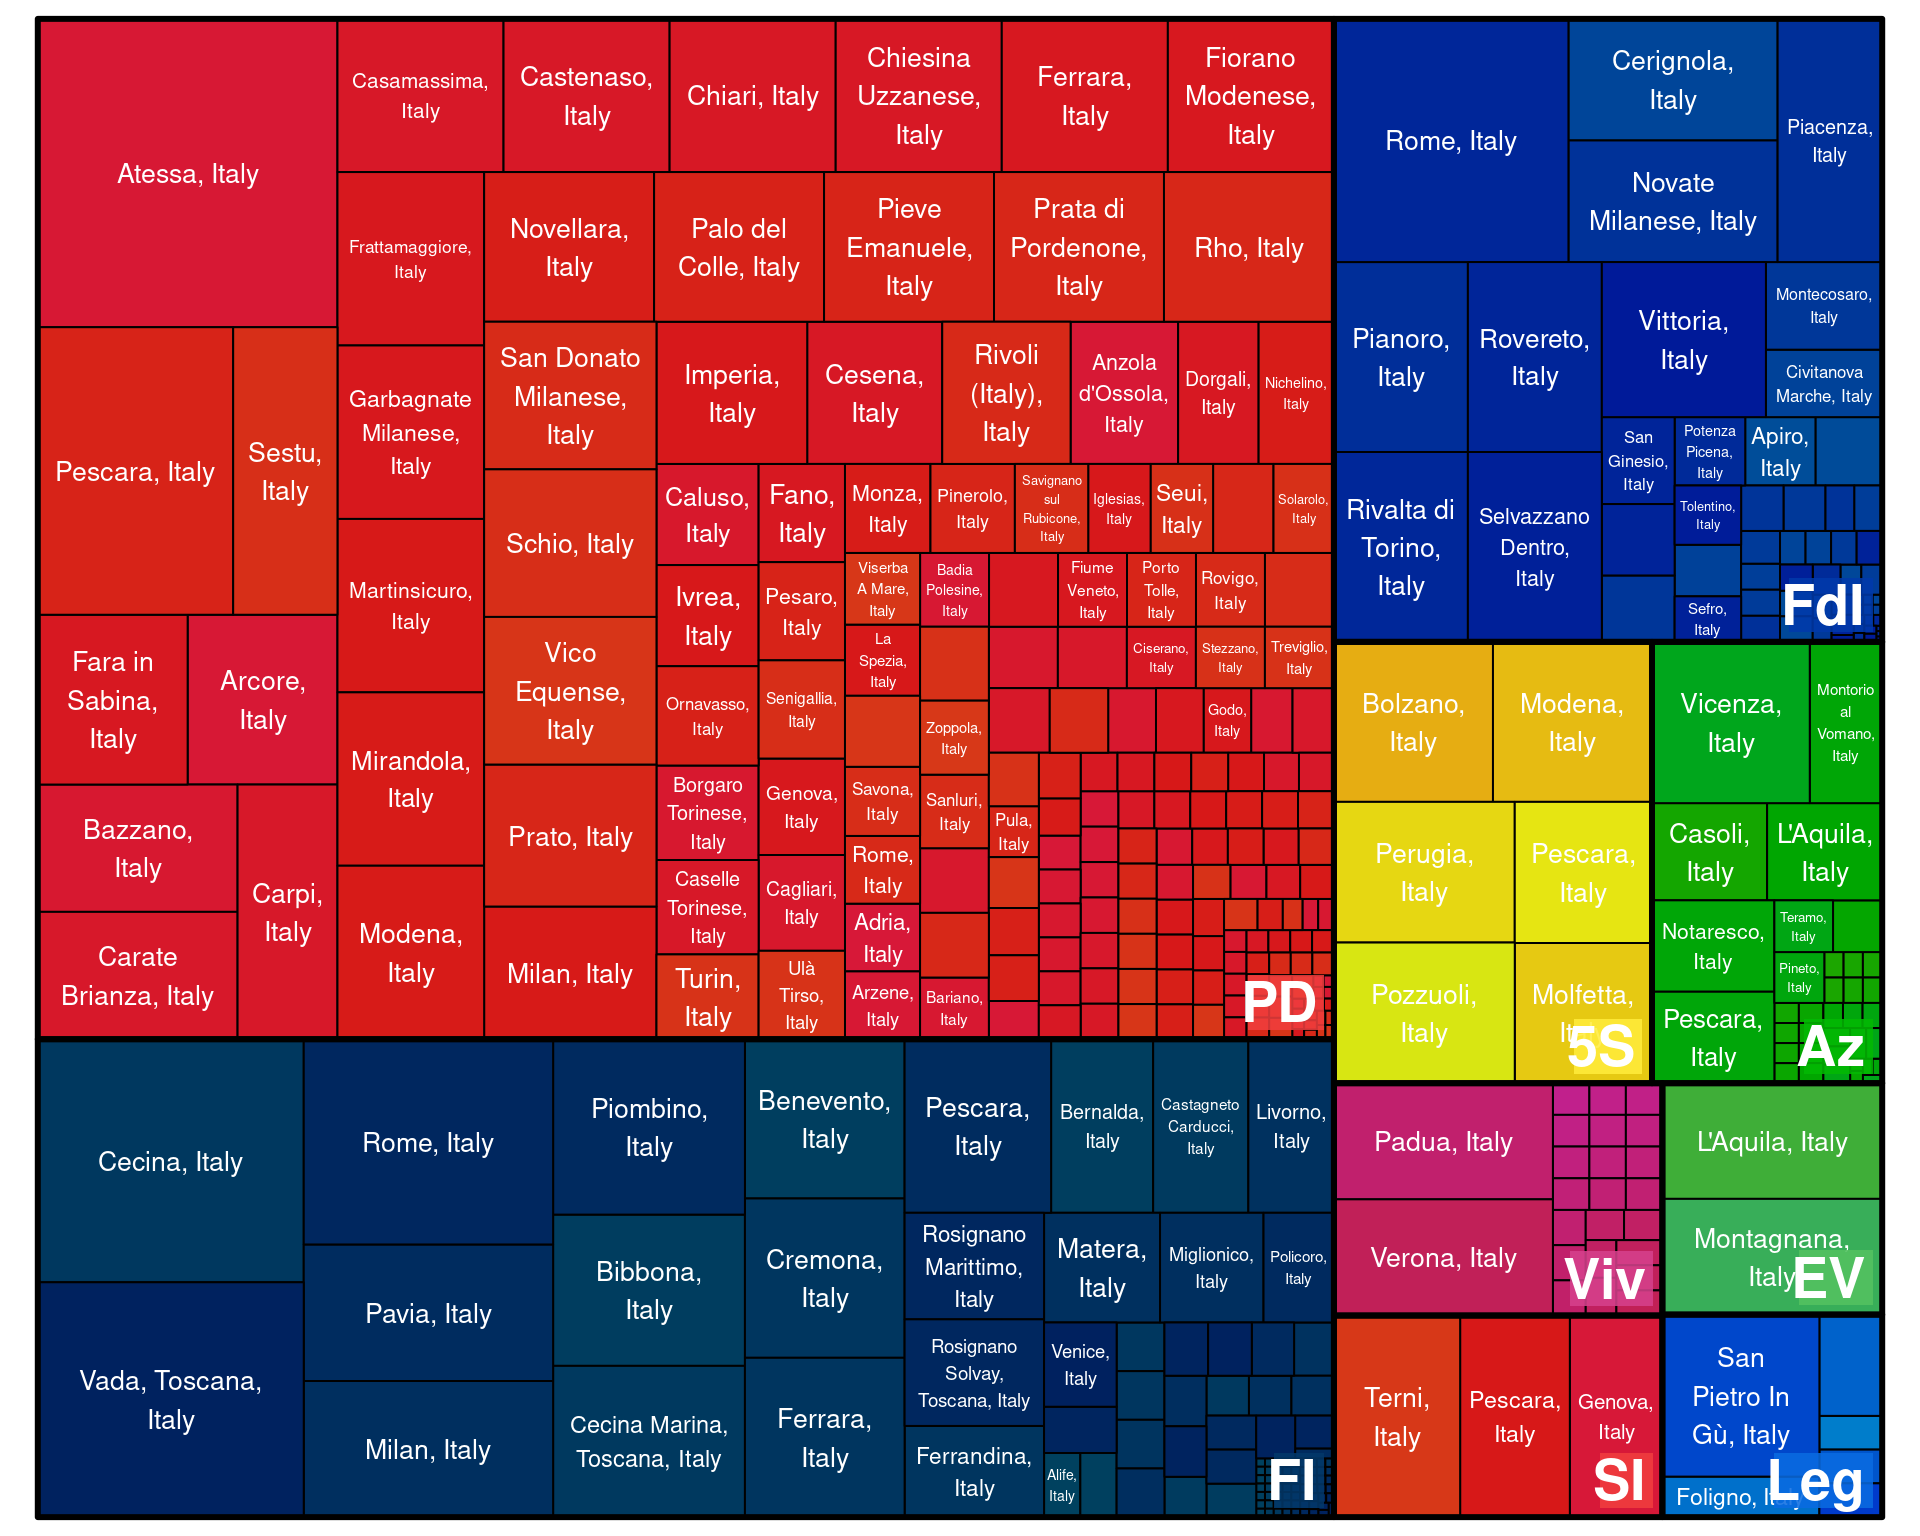 Atessa, Italy
Casamassima,
Italy
Castenaso,
Italy
Chiari, Italy
Chiesina
Uzzanese,
Italy
Ferrara,
Italy
Fiorano
Modenese,
Italy
Frattamaggiore,
Italy
Novellara,
Italy
Palo del
Colle, Italy
Pieve
Emanuele,
Italy
Prata di
Pordenone,
Italy
Rho, Italy
Pescara, Italy
Sestu,
Italy
Garbagnate
Milanese,
Italy
San Donato
Milanese,
Italy
Imperia,
Italy
Cesena,
Italy
Rivoli
(Italy),
Italy
Anzola
d'Ossola,
Italy
Dorgali,
Italy
Nichelino,
Italy
Schio, Italy
Caluso,
Italy
Fano,
Italy
Monza,
Italy
Pinerolo,
Italy
Savignano
sul
Rubicone,
Italy
Iglesias,
Italy
Seui,
Italy
Solarolo,
Italy
Martinsicuro,
Italy
Ivrea,
Italy
Pesaro,
Italy
Viserba
A Mare,
Italy
Badia
Polesine,
Italy
Fiume
Veneto,
Italy
Porto
Tolle,
Italy
Rovigo,
Italy
Fara in
Sabina,
Italy
Arcore,
Italy
Vico
Equense,
Italy
La
Spezia,
Italy
Ciserano,
Italy
Stezzano,
Italy
Treviglio,
Italy
Ornavasso,
Italy
Senigallia,
Italy
Zoppola,
Italy
Godo,
Italy
Mirandola,
Italy
Bazzano,
Italy
Carpi,
Italy
Prato, Italy
Borgaro
Torinese,
Italy
Genova,
Italy
Savona,
Italy
Sanluri,
Italy
Pula,
Italy
Rome,
Italy
Carate
Brianza, Italy
Modena,
Italy
Milan, Italy
Caselle
Torinese,
Italy
Cagliari,
Italy
Adria,
Italy
Turin,
Italy
Ulà
Tirso,
Italy
Arzene,
Italy
Bariano,
Italy
PD
Rome, Italy
Cerignola,
Italy
Novate
Milanese, Italy
Piacenza,
Italy
Pianoro,
Italy
Rovereto,
Italy
Vittoria,
Italy
Montecosaro,
Italy
Civitanova
Marche, Italy
Rivalta di
Torino,
Italy
Selvazzano
Dentro,
Italy
San
Ginesio,
Italy
Potenza
Picena,
Italy
Apiro,
Italy
Tolentino,
Italy
Sefro,
Italy
FdI
Bolzano,
Italy
Modena,
Italy
Perugia,
Italy
Pescara,
Italy
Pozzuoli,
Italy
Molfetta,
5S
Vicenza,
Italy
Montorio
al
Vomano,
Italy
Casoli,
Italy
L'Aquila,
Italy
Notaresco,
Italy
Teramo,
Italy
Pineto,
Italy
Pescara,
Italy
Az
Cecina, Italy
Vada, Toscana,
Italy
Rome, Italy
Pavia, Italy
Milan, Italy
Piombino,
Italy
Bibbona,
Italy
Cecina Marina,
Toscana, Italy
Benevento,
Italy
Cremona,
Italy
Ferrara,
Italy
Pescara,
Italy
Bernalda,
Italy
Castagneto
Carducci,
Italy
Livorno,
Italy
Rosignano
Marittimo,
Italy
Matera,
Italy
Miglionico,
Italy
Policoro,
Italy
Rosignano
Solvay,
Toscana, Italy
Venice,
Italy
Ferrandina,
Italy
Alife,
Italy
FI
Padua, Italy
Verona, Italy
Viv
L'Aquila, Italy
Montagnana,
Italy
EV
Terni,
Italy
Pescara,
Italy
Genova,
Italy
SI
San
Pietro In
Gù, Italy
Foligno, Italy
Leg